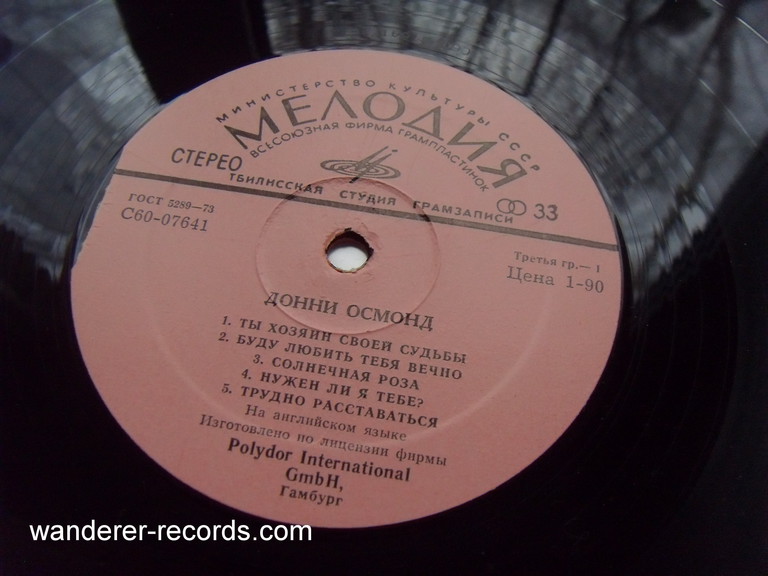 МИНИСТЕРСТВО КУЛЬТУРЫ СССР
МЕЛОДИЯ
ВСЕСОЮЗНАЯ ФИРМА ГРАМПЛАСТИНОК
СТЕРЕО
ТБИЛИССКАЯ СТУДИЯ ГРАМЗАПИСИ
33
ГОСТ 5289—73
С60-07641
Третья гр.—1
Цена 1-90
ДОННИ ОСМОНД
1. ТЫ ХОЗЯИН СВОЕЙ СУДЬБЫ
2. БУДУ ЛЮБИТЬ ТЕБЯ ВЕЧНО
3. СОЛНЕЧНАЯ РОЗА
4. НУЖЕН ЛИ Я ТЕБЕ?
5. ТРУДНО РАССТАВАТЬСЯ
На английском языке
Изготовлено по лицензии фирмы
Polydor International
GmbH,
Гамбург
wanderer-records.com